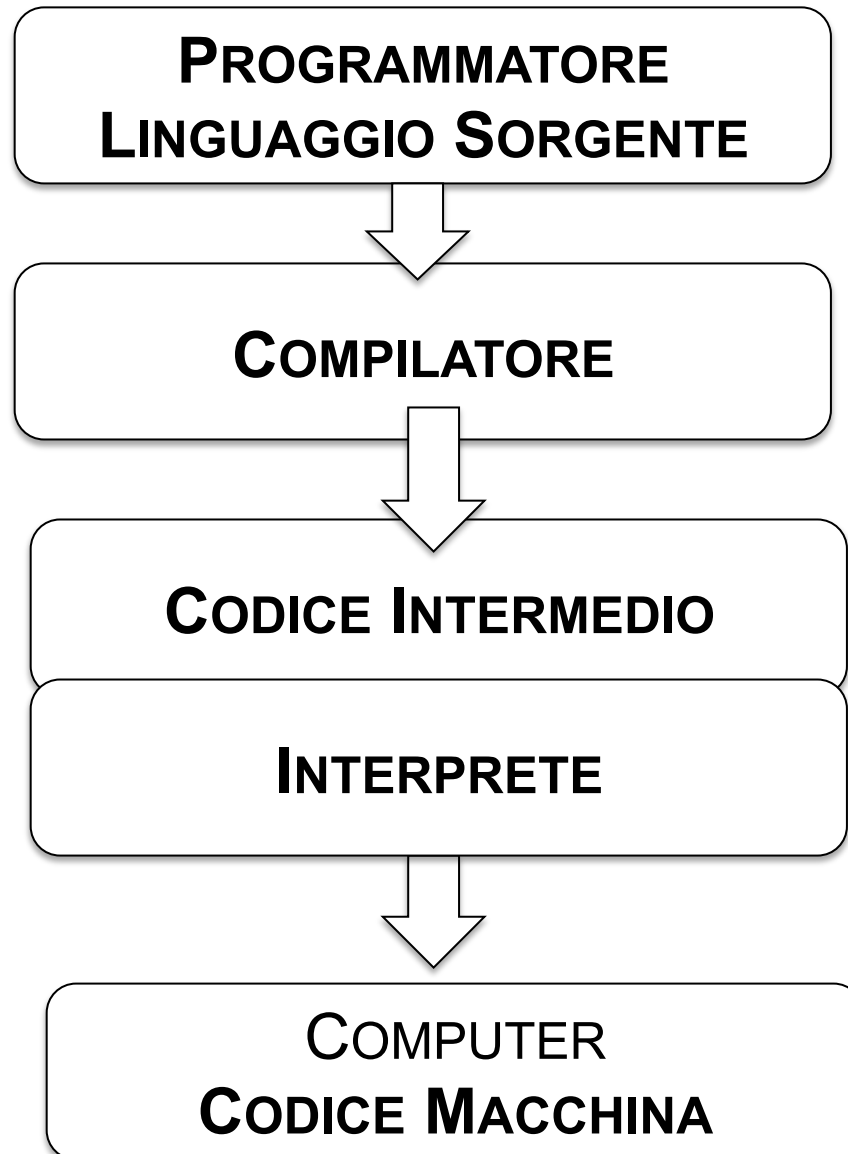 PROGRAMMATORE
LINGUAGGIO SORGENTE
COMPILATORE
CODICE INTERMEDIO
INTERPRETE
COMPUTER
CODICE MACCHINA